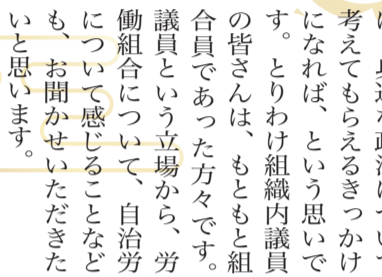 身近に政治について
考えてもらえるきっかけ
になれば、という思いで
す。とりわけ組織内議員
の皆さんは、もともと組
合員であった方々です。
議員という立場から、労
働組合について、自治労
について感じることなど
も、お聞かせいただきた
いと思います。